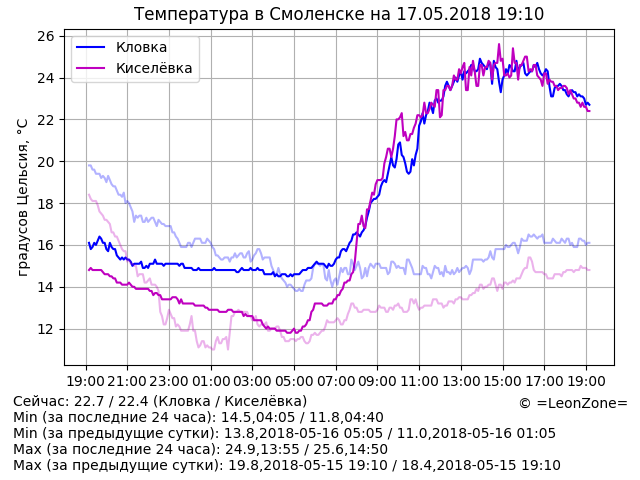 Температура в Смоленске на 17.05.2018 19:10
26
24
22
20
18
16
14
12
градусов Цельсия, °C
Кловка
Киселёвка
19:00 21:00 23:00 01:00 03:00 05:00 07:00 09:00 11:00 13:00 15:00 17:00 19:00
Сейчас: 22.7 / 22.4 (Кловка / Киселёвка)
© =LeonZone=
Min (за последние 24 часа): 14.5,04:05 / 11.8,04:40
Min (за предыдущие сутки): 13.8,2018-05-16 05:05 / 11.0,2018-05-16 01:05
Max (за последние 24 часа): 24.9,13:55 / 25.6,14:50
Max (за предыдущие сутки): 19.8,2018-05-15 19:10 / 18.4,2018-05-15 19:10